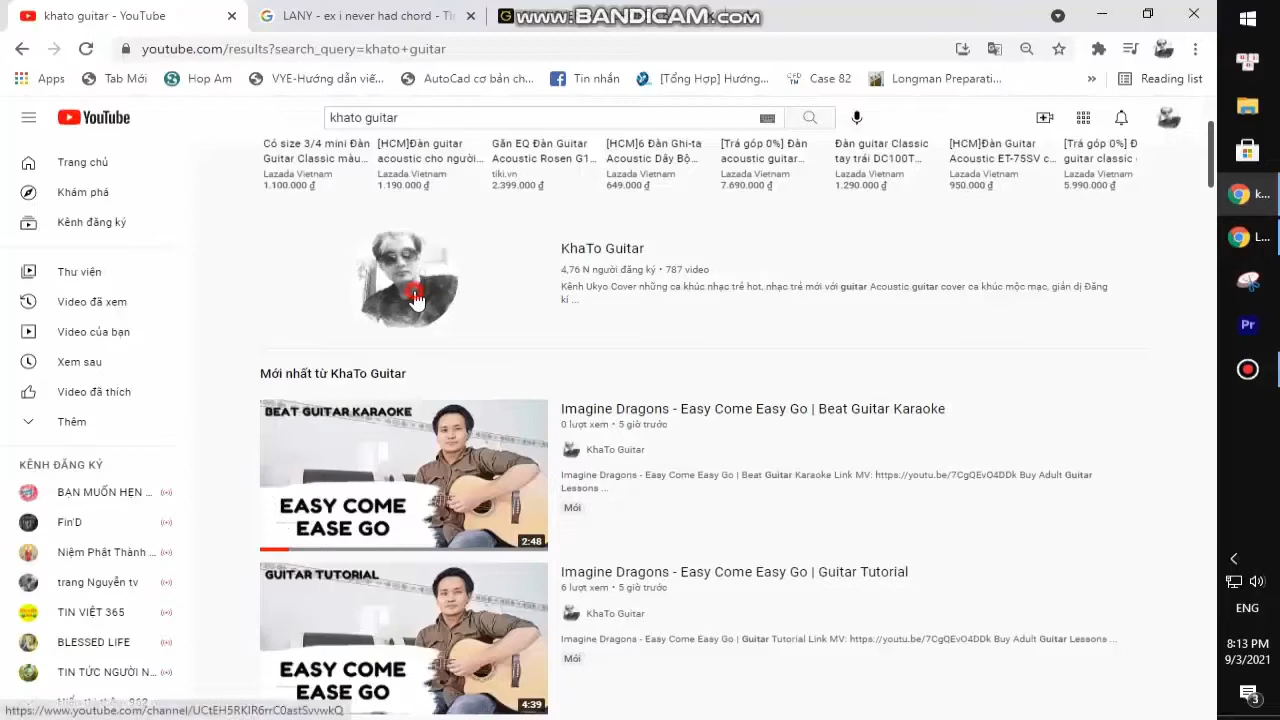 khato guitar - YouTube
LANY - ex i never had chord - Ti
www.BANDICAM.com
youtube.com/results?search_query=khato+guitar
Apps
Tab Mới
Hop Am
VYE-Hướng dẫn viế...
AutoCad cơ bản ch...
Tin nhắn
[Tổng Hợp] Hướng...
Case 82
Longman Preparati...
»
Reading list
YouTube
khato guitar
Có size 3/4 mini Đàn Guitar Classic màu...
Lazada Vietnam
1.100.000 ₫
[HCM]Đàn guitar acoustic cho người...
Lazada Vietnam
1.190.000 ₫
Gắn EQ Đàn Guitar Acoustic Rosen G1...
tiki.vn
2.399.000 ₫
[HCM]6 Đàn Ghi-ta Acoustic Dây Bộ...
Lazada Vietnam
649.000 ₫
[Trả góp 0%] Đàn acoustic guitar...
Lazada Vietnam
7.690.000 ₫
Đàn guitar Classic tay trái DC100T...
Lazada Vietnam
1.290.000 ₫
[HCM]Đàn Guitar Acoustic ET-75SV c...
Lazada Vietnam
950.000 ₫
[Trả góp 0%] Đàn guitar classic
Lazada Vietnam
5.990.000 ₫
Trang chủ
Khám phá
Kênh đăng ký
Thư viện
Video đã xem
Video của bạn
Xem sau
Video đã thích
Thêm
KÊNH ĐĂNG KÝ
BẠN MUỐN HẸN ...
Fin'D
Niệm Phật Thành ...
trang Nguyễn tv
TIN VIỆT 365
BLESSED LIFE
TIN TỨC NGƯỜI N...
KhaTo Guitar
4,76 N người đăng ký • 787 video
Kênh Ukyo Cover những ca khúc nhạc trẻ hot, nhạc trẻ mới với guitar Acoustic guitar cover ca khúc mộc mạc, giản dị Đăng
kí ...
Mới nhất từ KhaTo Guitar
BEAT GUITAR KARAOKE
EASY COME
EASE GO
2:48
Imagine Dragons - Easy Come Easy Go | Beat Guitar Karaoke
0 lượt xem • 5 giờ trước
KhaTo Guitar
Imagine Dragons - Easy Come Easy Go | Beat Guitar Karaoke Link MV: https://youtu.be/7CgQEvO4DDk Buy Adult Guitar
Lessons ...
Mới
GUITAR TUTORIAL
EASY COME
EASE GO
4:39
Imagine Dragons - Easy Come Easy Go | Guitar Tutorial
6 lượt xem • 5 giờ trước
KhaTo Guitar
Imagine Dragons - Easy Come Easy Go | Guitar Tutorial Link MV: https://youtu.be/7CgQEvO4DDk Buy Adult Guitar Lessons ...
Mới
https://www.youtube.com/channel/UCtEH5RKIR6rrC0astSvvwkQ
k...
L...
Pr
ENG
8:13 PM
9/3/2021
3